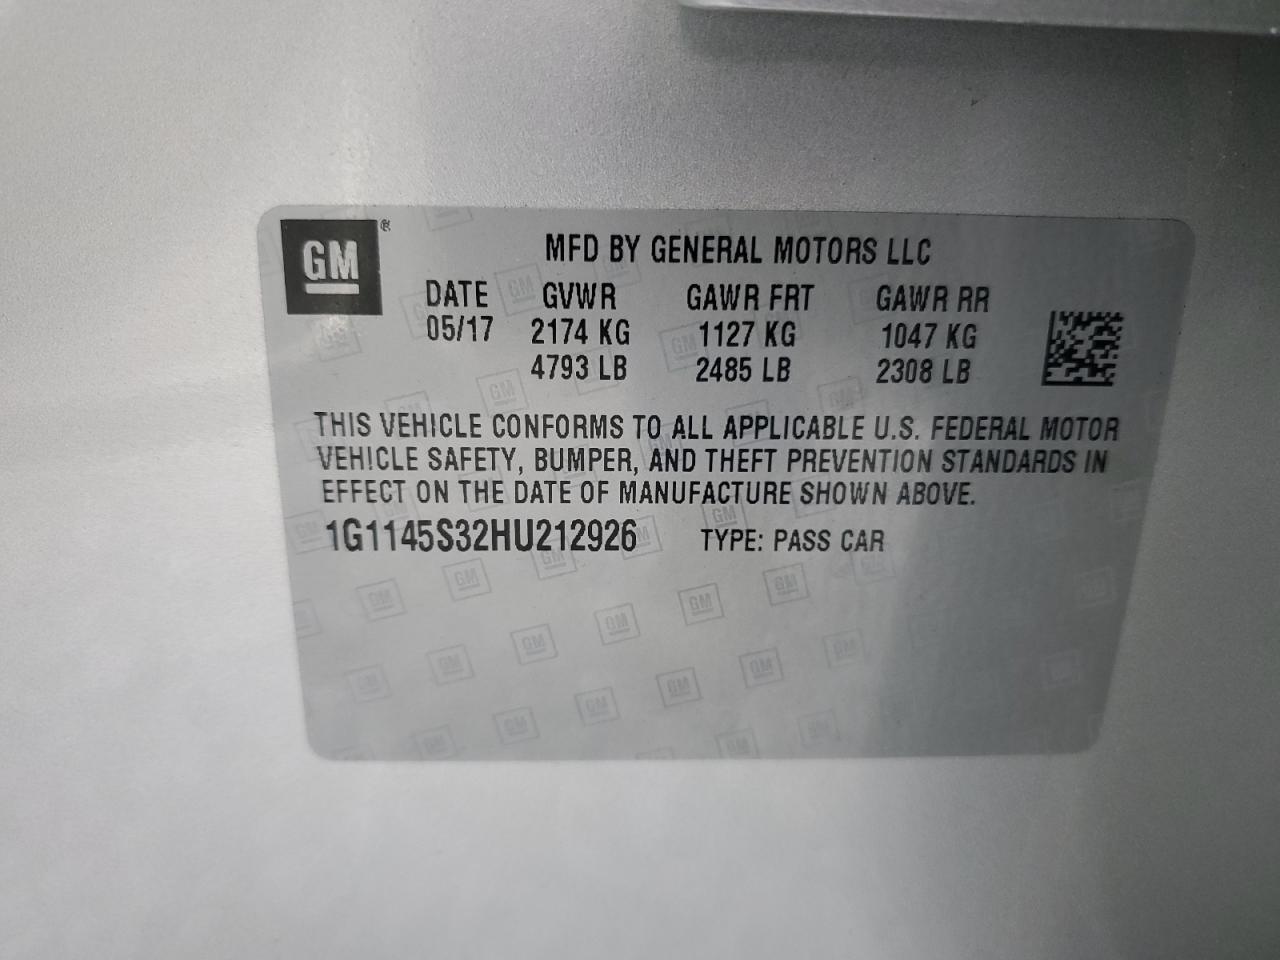 GM ®
MFD BY GENERAL MOTORS LLC
DATE GVWR GAWR FRT GAWR RR
05/17 2174 KG 1127 KG 1047 KG
4793 LB 2485 LB 2308 LB
THIS VEHICLE CONFORMS TO ALL APPLICABLE U.S. FEDERAL MOTOR
VEHICLE SAFETY, BUMPER, AND THEFT PREVENTION STANDARDS IN
EFFECT ON THE DATE OF MANUFACTURE SHOWN ABOVE.
1G1145S32HU212926 TYPE: PASS CAR